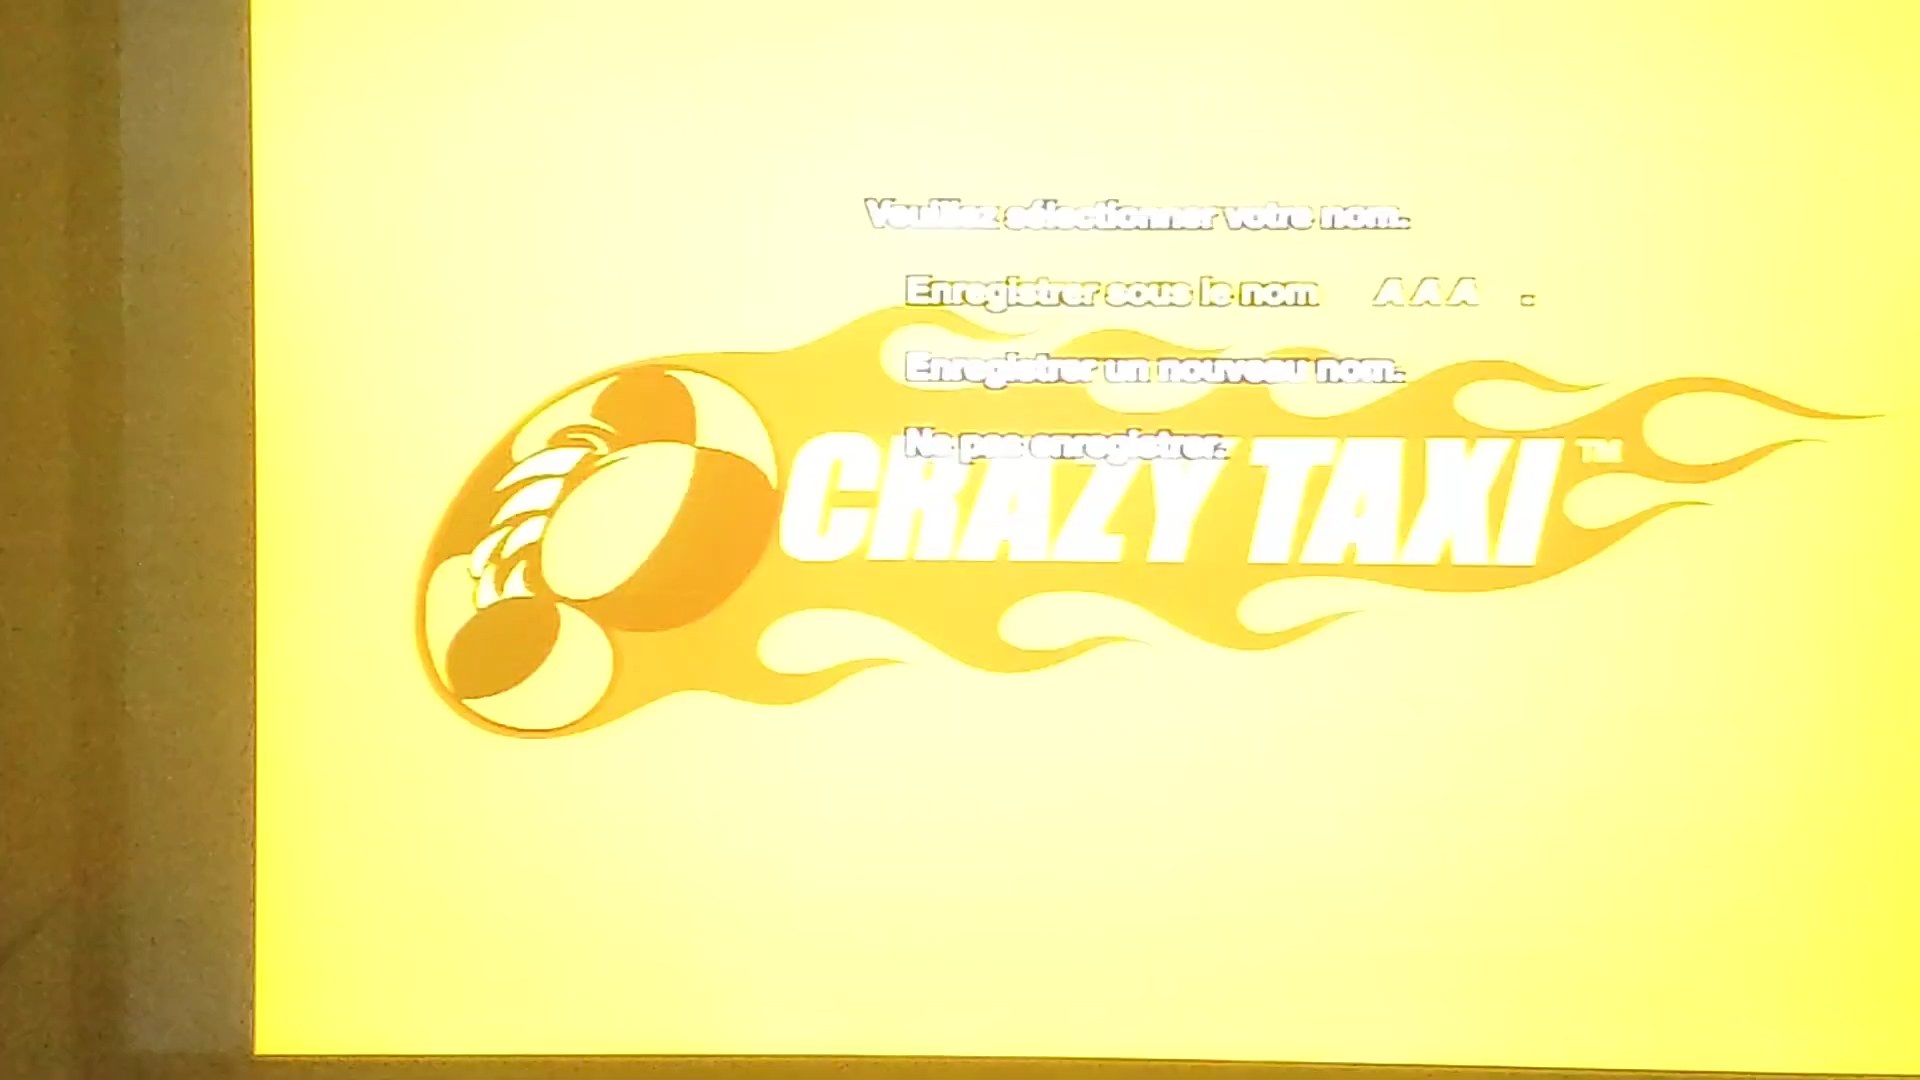 Veuillez sélectionner votre nom.
Enregistrer sous le nom AAA .
Enregistrer un nouveau nom.
Ne pas enregistrer.
CRAZY TAXI™